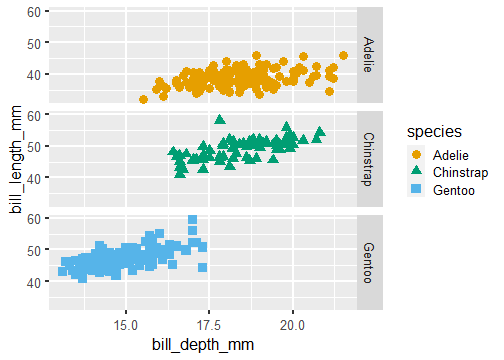 bill_length_mm
60
50
40
Adelie
60
50
40
Chinstrap
60
50
40
Gentoo
15.0 17.5 20.0
bill_depth_mm
species
Adelie
Chinstrap
Gentoo